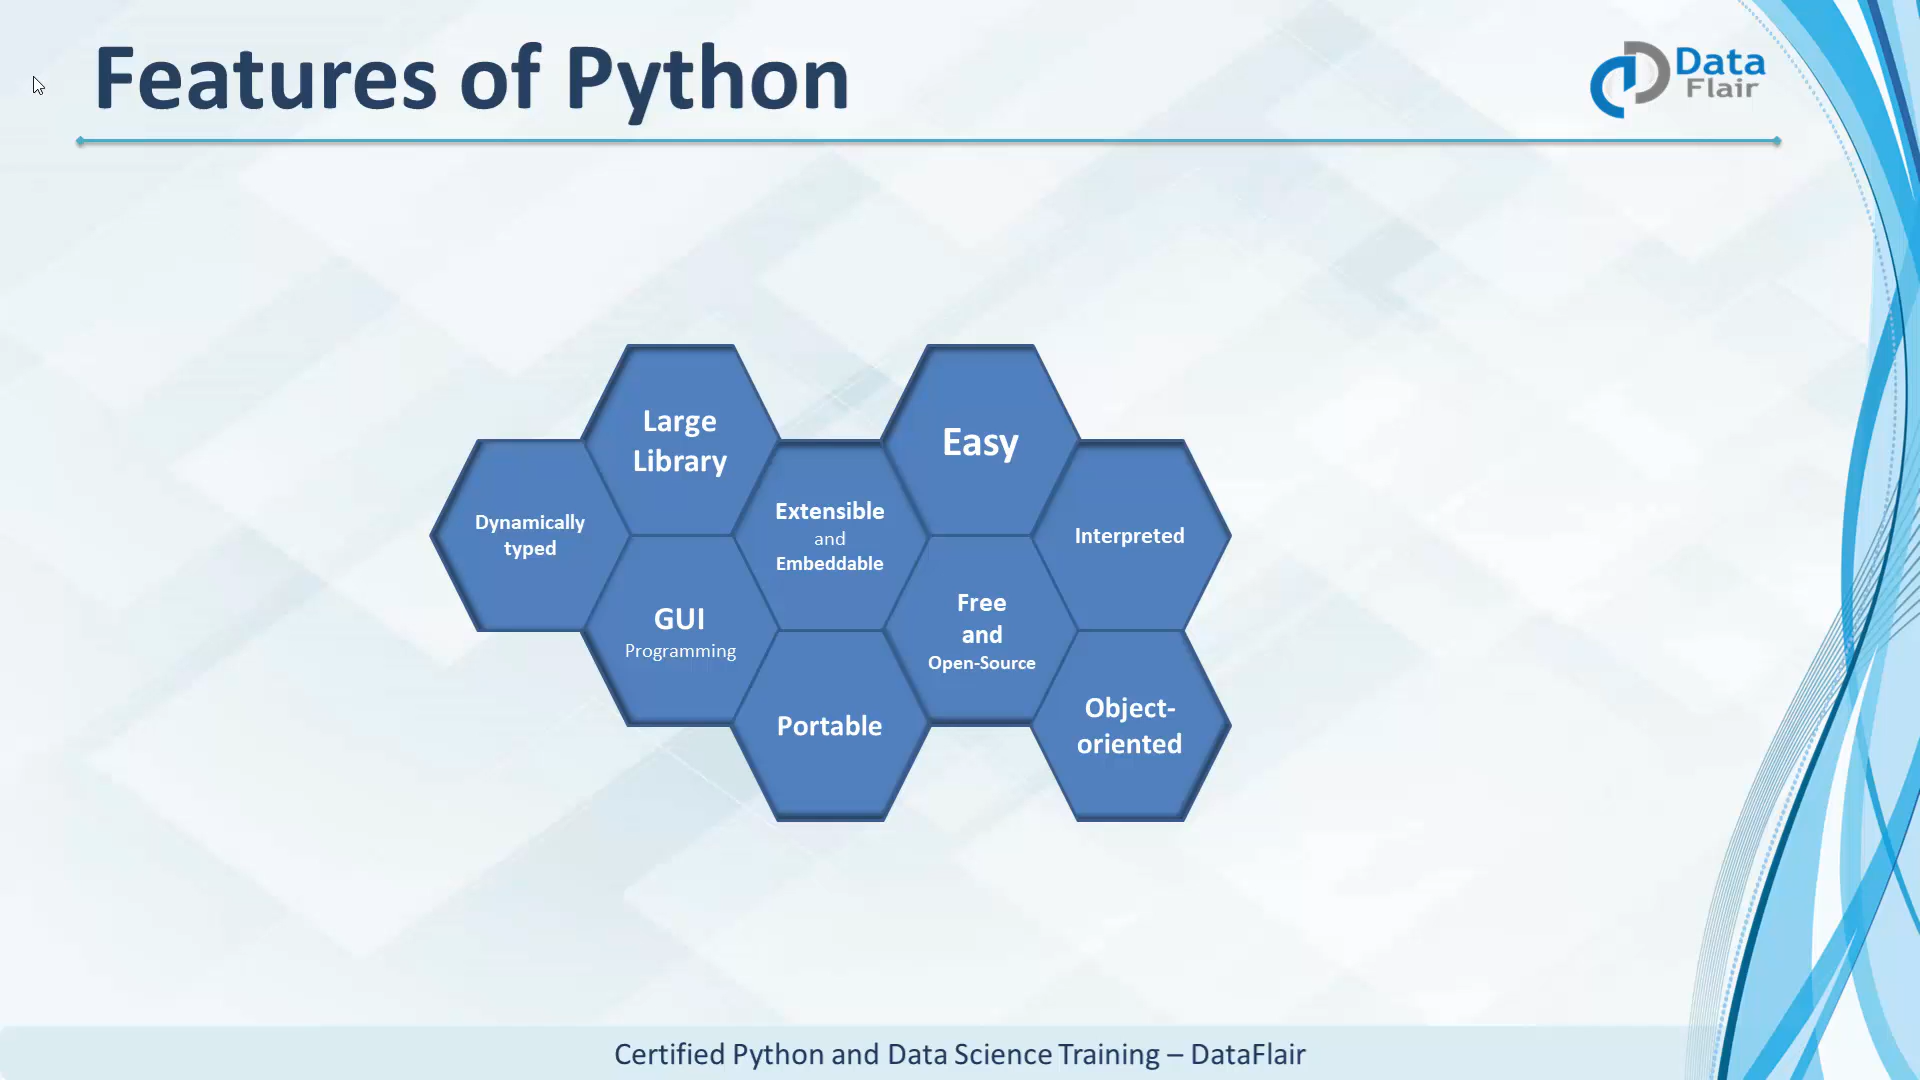 Features of Python
Data
Flair
Large
Library
Easy
Dynamically
typed
Extensible
and
Embeddable
Interpreted
GUI
Programming
Free
and
Open-Source
Portable
Object-
oriented
Certified Python and Data Science Training – DataFlair